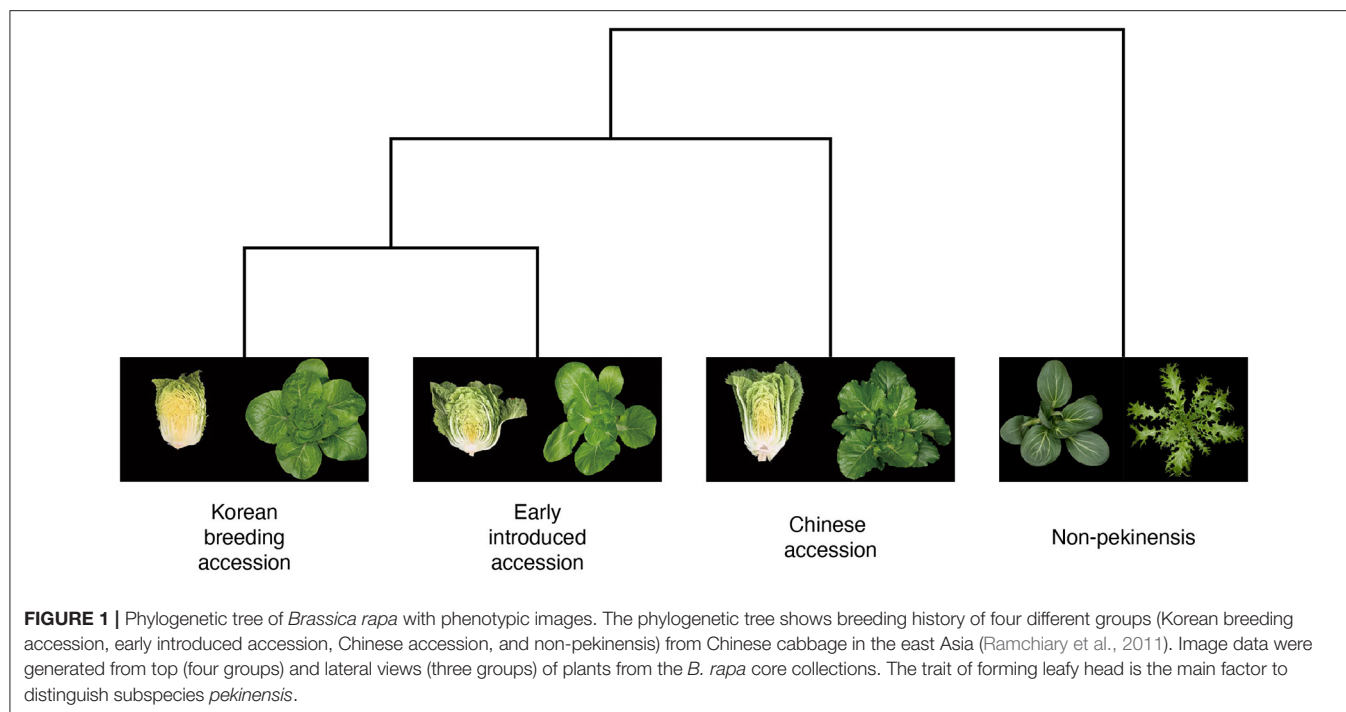 Korean
breeding
accession
Early
introduced
accession
Chinese
accession
Non-pekinensis
FIGURE 1 | Phylogenetic tree of Brassica rapa with phenotypic images. The phylogenetic tree shows breeding history of four different groups (Korean breeding
accession, early introduced accession, Chinese accession, and non-pekinensis) from Chinese cabbage in the east Asia (Ramchiary et al., 2011). Image data were
generated from top (four groups) and lateral views (three groups) of plants from the B. rapa core collections. The trait of forming leafy head is the main factor to
distinguish subspecies pekinensis.